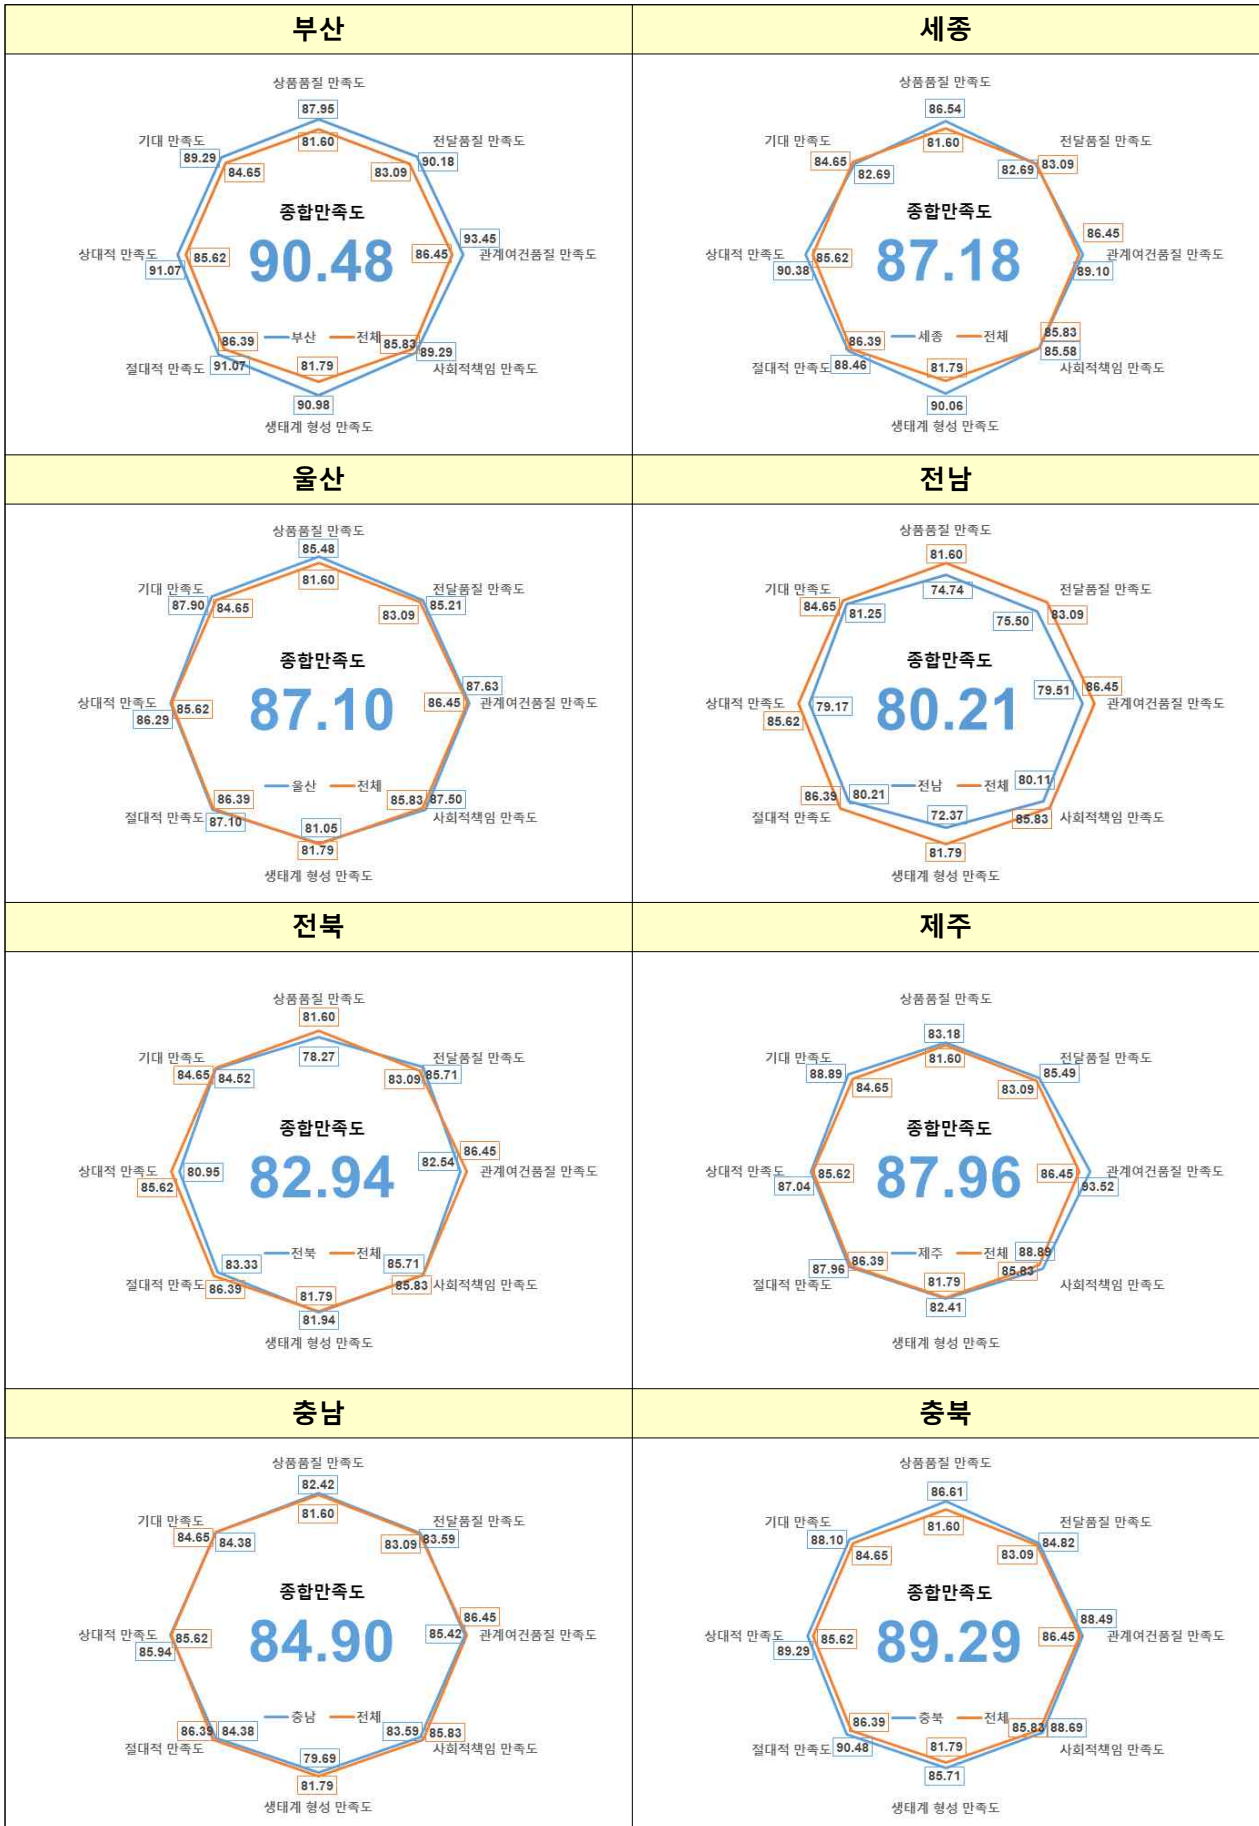 부산
상품품질 만족도
87.95
81.60
기대 만족도
89.29
84.65
전달품질 만족도
90.18
83.09
종합만족도
90.48
상대적 만족도
91.07
85.62
93.45
86.45
관계여건품질 만족도
86.39
부산
전체
85.83
89.29
절대적 만족도
91.07
81.79
사회적책임 만족도
90.98
생태계 형성 만족도
세종
상품품질 만족도
86.54
81.60
기대 만족도
84.65
82.69
전달품질 만족도
82.69
83.09
종합만족도
87.18
상대적 만족도
90.38
85.62
86.45
관계여건품질 만족도
89.10
86.39
세종
전체
85.83
85.58
절대적 만족도
88.46
81.79
사회적책임 만족도
90.06
생태계 형성 만족도
울산
상품품질 만족도
85.48
81.60
기대 만족도
87.90
84.65
전달품질 만족도
85.21
83.09
종합만족도
87.10
상대적 만족도
86.29
85.62
87.63
86.45
관계여건품질 만족도
86.39
울산
전체
85.83
87.50
절대적 만족도
87.10
81.05
사회적책임 만족도
81.79
생태계 형성 만족도
전남
상품품질 만족도
81.60
74.74
기대 만족도
84.65
81.25
전달품질 만족도
75.50
83.09
종합만족도
80.21
상대적 만족도
85.62
79.17
79.51
86.45
관계여건품질 만족도
86.39
80.21
전남
전체
80.11
85.83
절대적 만족도
72.37
사회적책임 만족도
81.79
생태계 형성 만족도
전북
상품품질 만족도
81.60
78.27
기대 만족도
84.65
84.52
전달품질 만족도
83.09
85.71
종합만족도
82.94
상대적 만족도
85.62
80.95
82.54
86.45
관계여건품질 만족도
83.33
전북
전체
85.71
85.83
절대적 만족도
86.39
81.79
사회적책임 만족도
81.94
생태계 형성 만족도
제주
상품품질 만족도
83.18
81.60
기대 만족도
88.89
84.65
전달품질 만족도
85.49
83.09
종합만족도
87.96
상대적 만족도
87.04
85.62
86.45
93.52
관계여건품질 만족도
86.39
제주
전체
88.89
85.83
절대적 만족도
87.96
81.79
사회적책임 만족도
82.41
생태계 형성 만족도
충남
상품품질 만족도
82.42
81.60
기대 만족도
84.65
84.38
전달품질 만족도
83.09
83.59
종합만족도
84.90
상대적 만족도
85.94
85.62
86.45
85.42
관계여건품질 만족도
86.39
84.38
충남
전체
83.59
85.83
절대적 만족도
79.69
사회적책임 만족도
81.79
생태계 형성 만족도
충북
상품품질 만족도
86.61
81.60
기대 만족도
88.10
84.65
전달품질 만족도
84.82
83.09
종합만족도
89.29
상대적 만족도
89.29
85.62
88.49
86.45
관계여건품질 만족도
86.39
충북
전체
85.83
88.69
절대적 만족도
90.48
81.79
사회적책임 만족도
85.71
생태계 형성 만족도